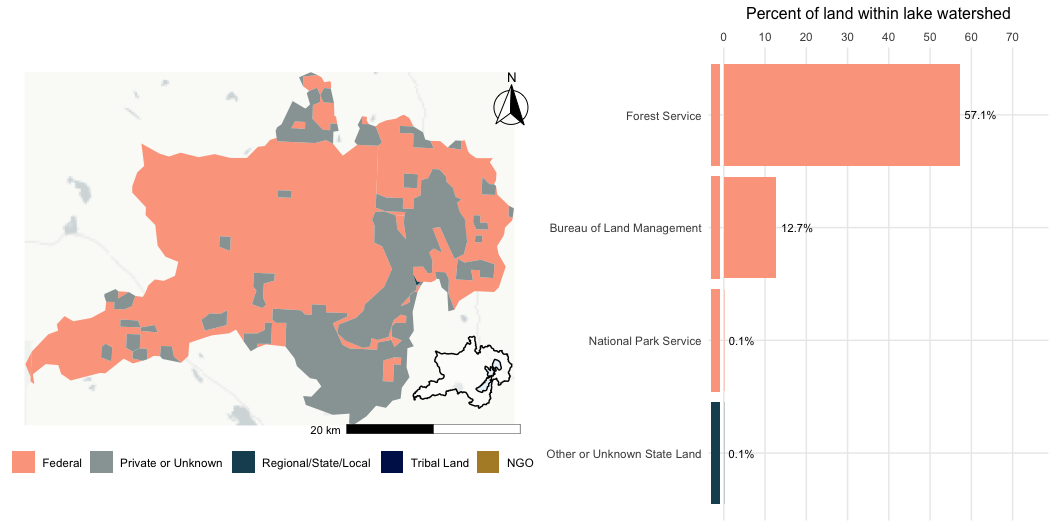 Percent of land within lake watershed
0 10 20 30 40 50 60 70
N
Forest Service
57.1%
Bureau of Land Management
12.7%
National Park Service
0.1%
Other or Unknown State Land
0.1%
20 km
Federal Private or Unknown Regional/State/Local Tribal Land NGO